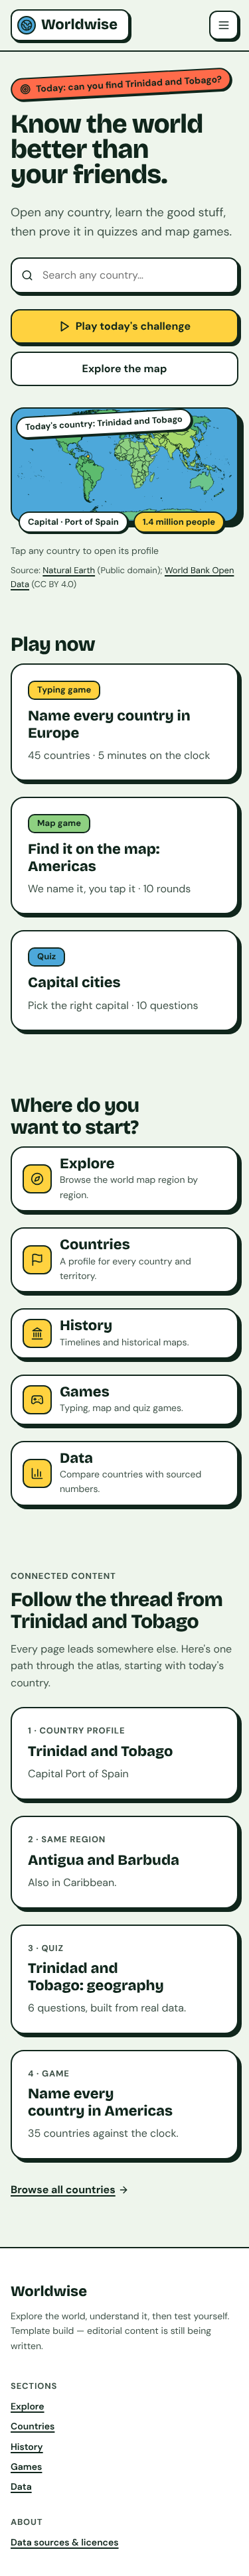 Worldwise
Today: can you find Trinidad and Tobago?
Know the world
better than
your friends.
Open any country, learn the good stuff,
then prove it in quizzes and map games.
Search any country...
Play today's challenge
Explore the map
Today's country: Trinidad and Tobago
Capital · Port of Spain
1.4 million people
Tap any country to open its profile
Source: Natural Earth (Public domain); World Bank Open
Data (CC BY 4.0)
Play now
Typing game
Name every country in
Europe
45 countries · 5 minutes on the clock
Map game
Find it on the map:
Americas
We name it, you tap it · 10 rounds
Quiz
Capital cities
Pick the right capital · 10 questions
Where do you
want to start?
Explore
Browse the world map region by
region.
Countries
A profile for every country and
territory.
History
Timelines and historical maps.
Games
Typing, map and quiz games.
Data
Compare countries with sourced
numbers.
CONNECTED CONTENT
Follow the thread from
Trinidad and Tobago
Every page leads somewhere else. Here's one
path through the atlas, starting with today's
country.
1 · COUNTRY PROFILE
Trinidad and Tobago
Capital Port of Spain
2 · SAME REGION
Antigua and Barbuda
Also in Caribbean.
3 · QUIZ
Trinidad and
Tobago: geography
6 questions, built from real data.
4 · GAME
Name every
country in Americas
35 countries against the clock.
Browse all countries →
Worldwise
Explore the world, understand it, then test yourself.
Template build — editorial content is still being
written.
SECTIONS
Explore
Countries
History
Games
Data
ABOUT
Data sources & licences